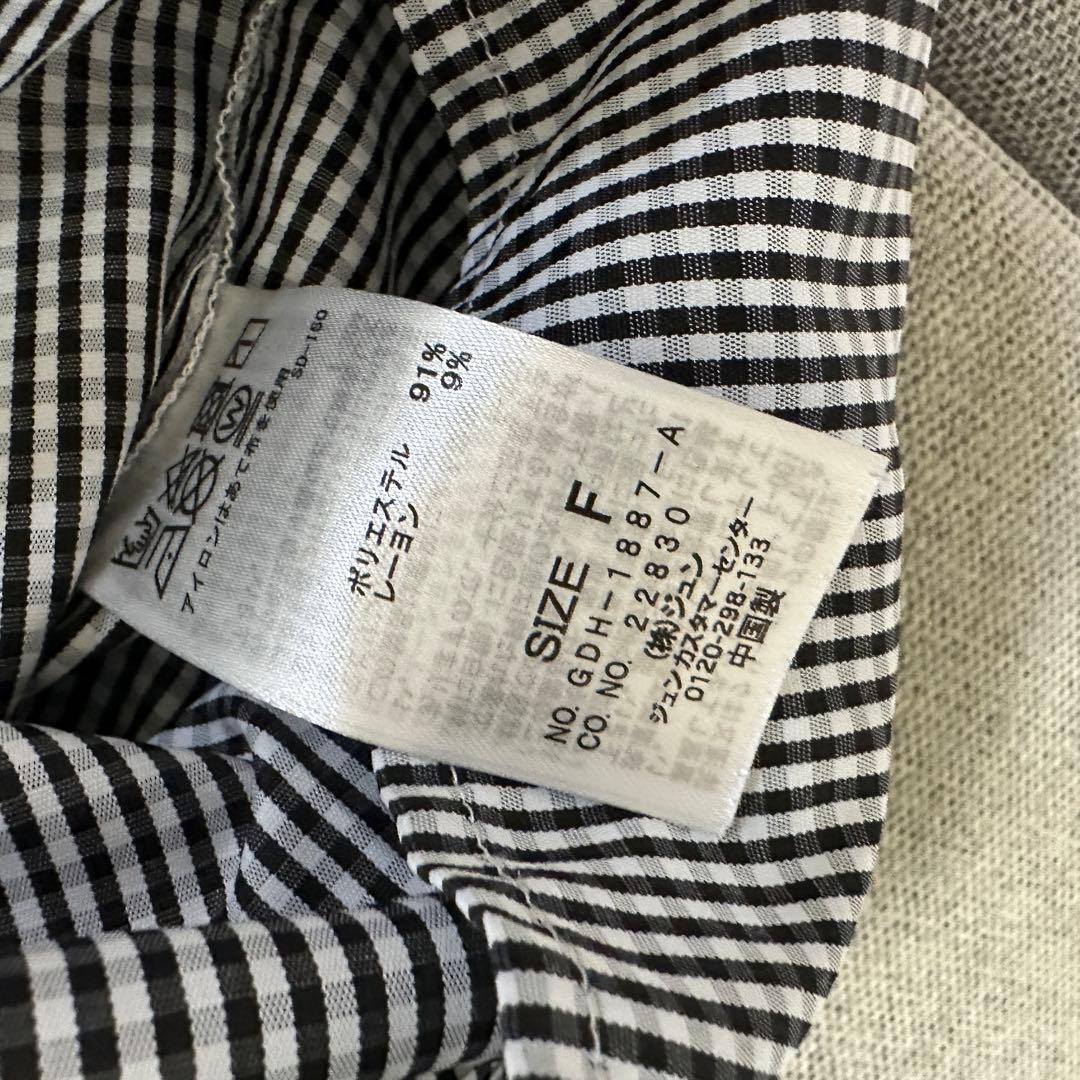 アイロンはあて布を使用
SD-160
ポリエステル 91%
レーヨン 9%
SIZE F
NO. GDH-1887-A
CO. NO. 22830
(株)ジュン
ジュンカスタマーセンター
0120-298-133
中国製